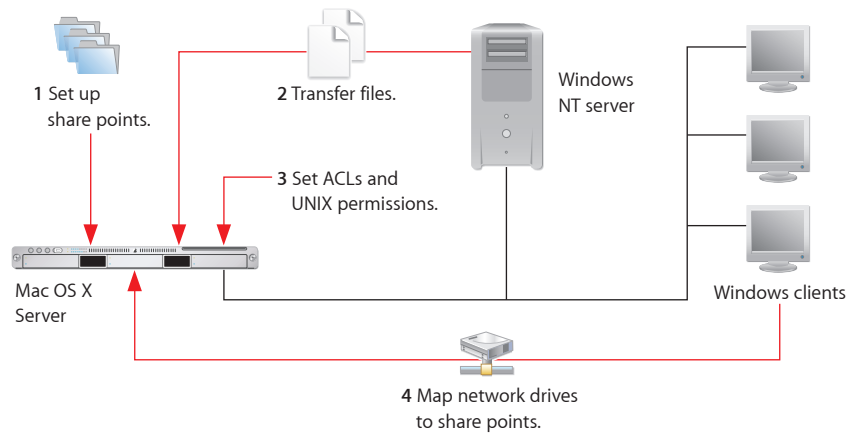 1 Set up
share points.
2 Transfer files.
Windows
NT server
3 Set ACLs and
UNIX permissions.
Mac OS X
Server
Windows clients
4 Map network drives
to share points.